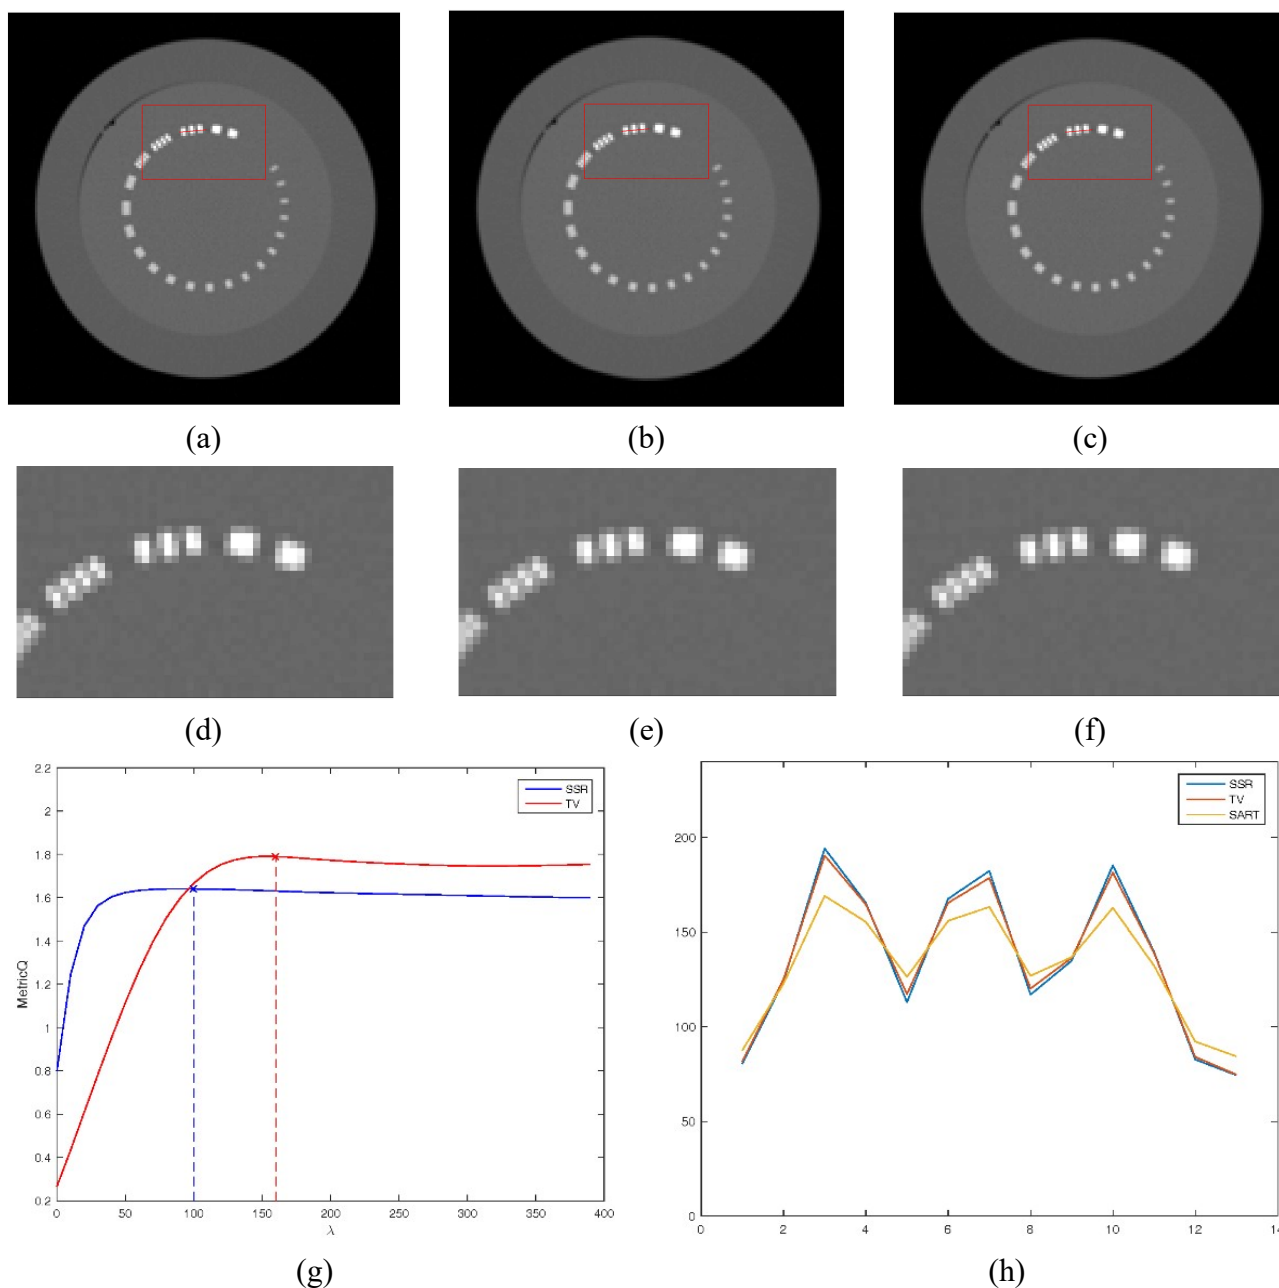 (a) (b) (c)
(d) (e) (f)
2.2
2
1.8
1.6
1.4
1.2
1
0.8
0.6
0.4
0.2
MetricQ
SSR
TV
0 50 100 150 200 250 300 350 400
λ
200
150
100
50
0
SSR
TV
SART
0 2 4 6 8 10 12 14
(g) (h)